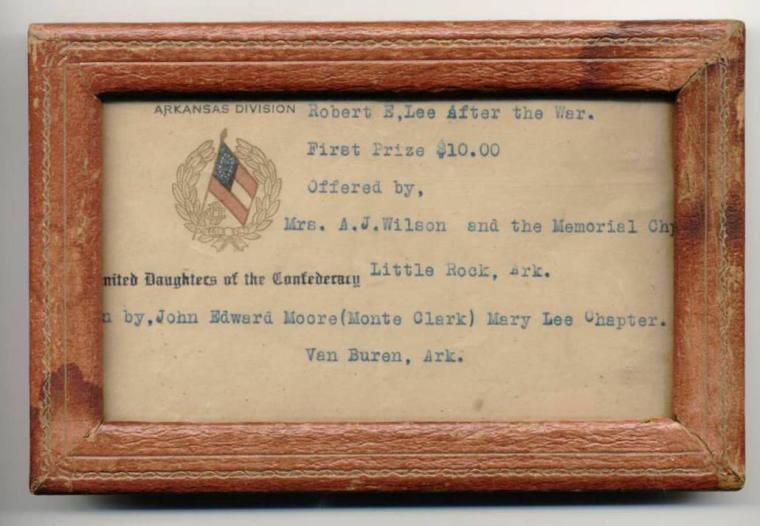 ARKANSAS DIVISION Robert E,Lee After the War.
First Prize $10.00
Offered by,
Mrs. A.J.Wilson and the Memorial
nited Daughters of the Confederacy Little Rock, Ark.
n by,John Edward Moore(Monte Clark) Mary Lee Chapter.
Van Buren, Ark.